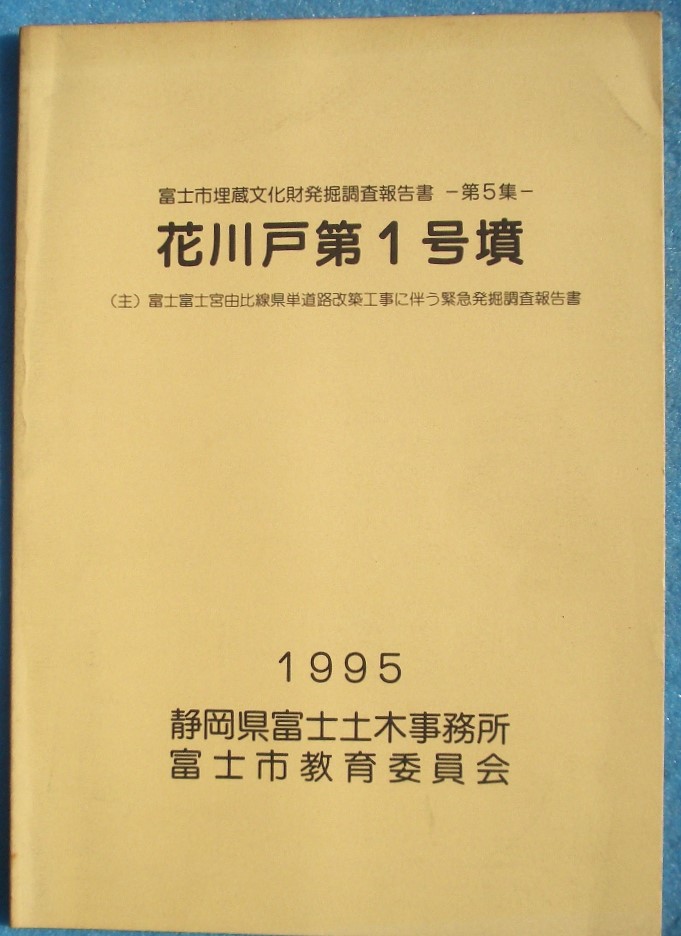 富士市埋蔵文化財発掘調査報告書 －第5集－
花川戸第1号墳
（主）富士富士宮由比線県単道路改築工事に伴う緊急発掘調査報告書
1995
静岡県富士土木事務所
富士市教育委員会